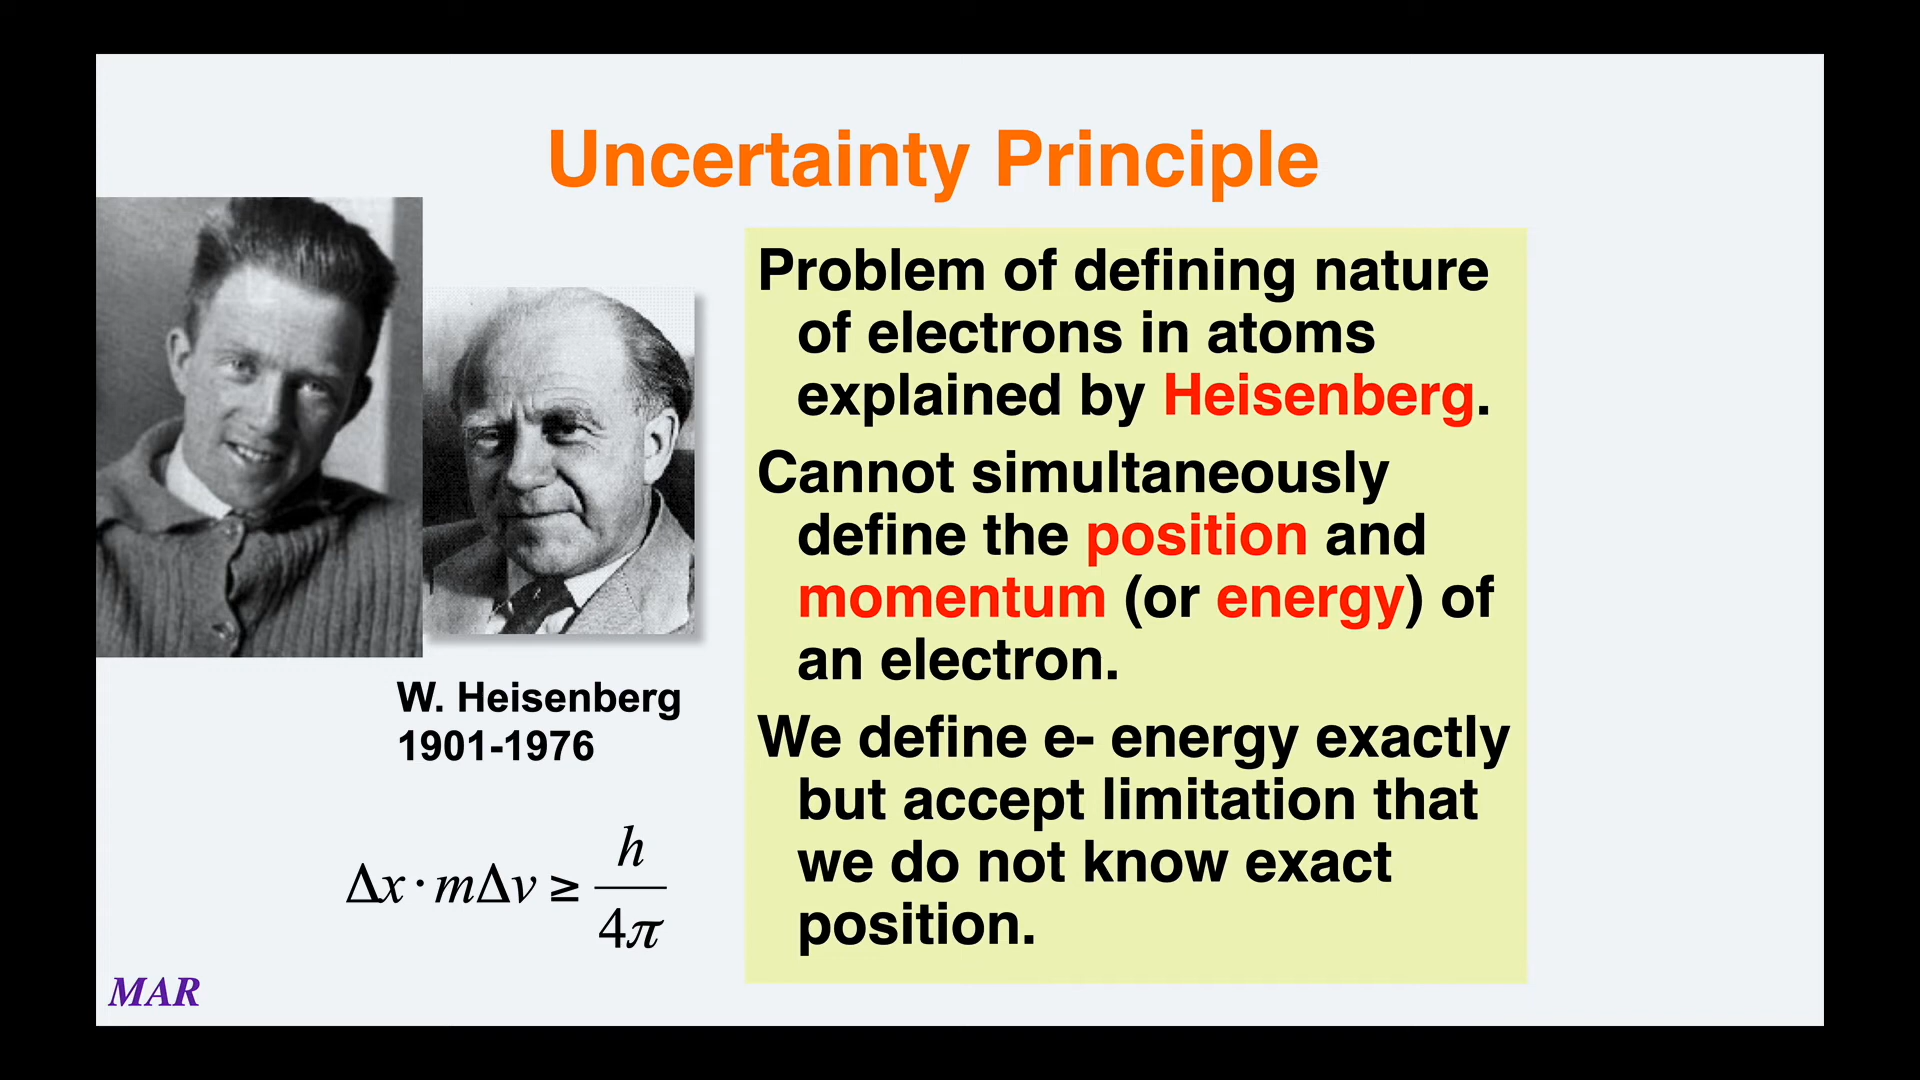 Uncertainty Principle
Problem of defining nature
of electrons in atoms
explained by Heisenberg.
Cannot simultaneously
define the position and
momentum (or energy) of
an electron.
We define e- energy exactly
but accept limitation that
we do not know exact
position.
W. Heisenberg
1901-1976
Δx · mΔv ≥ h / 4π
MAR